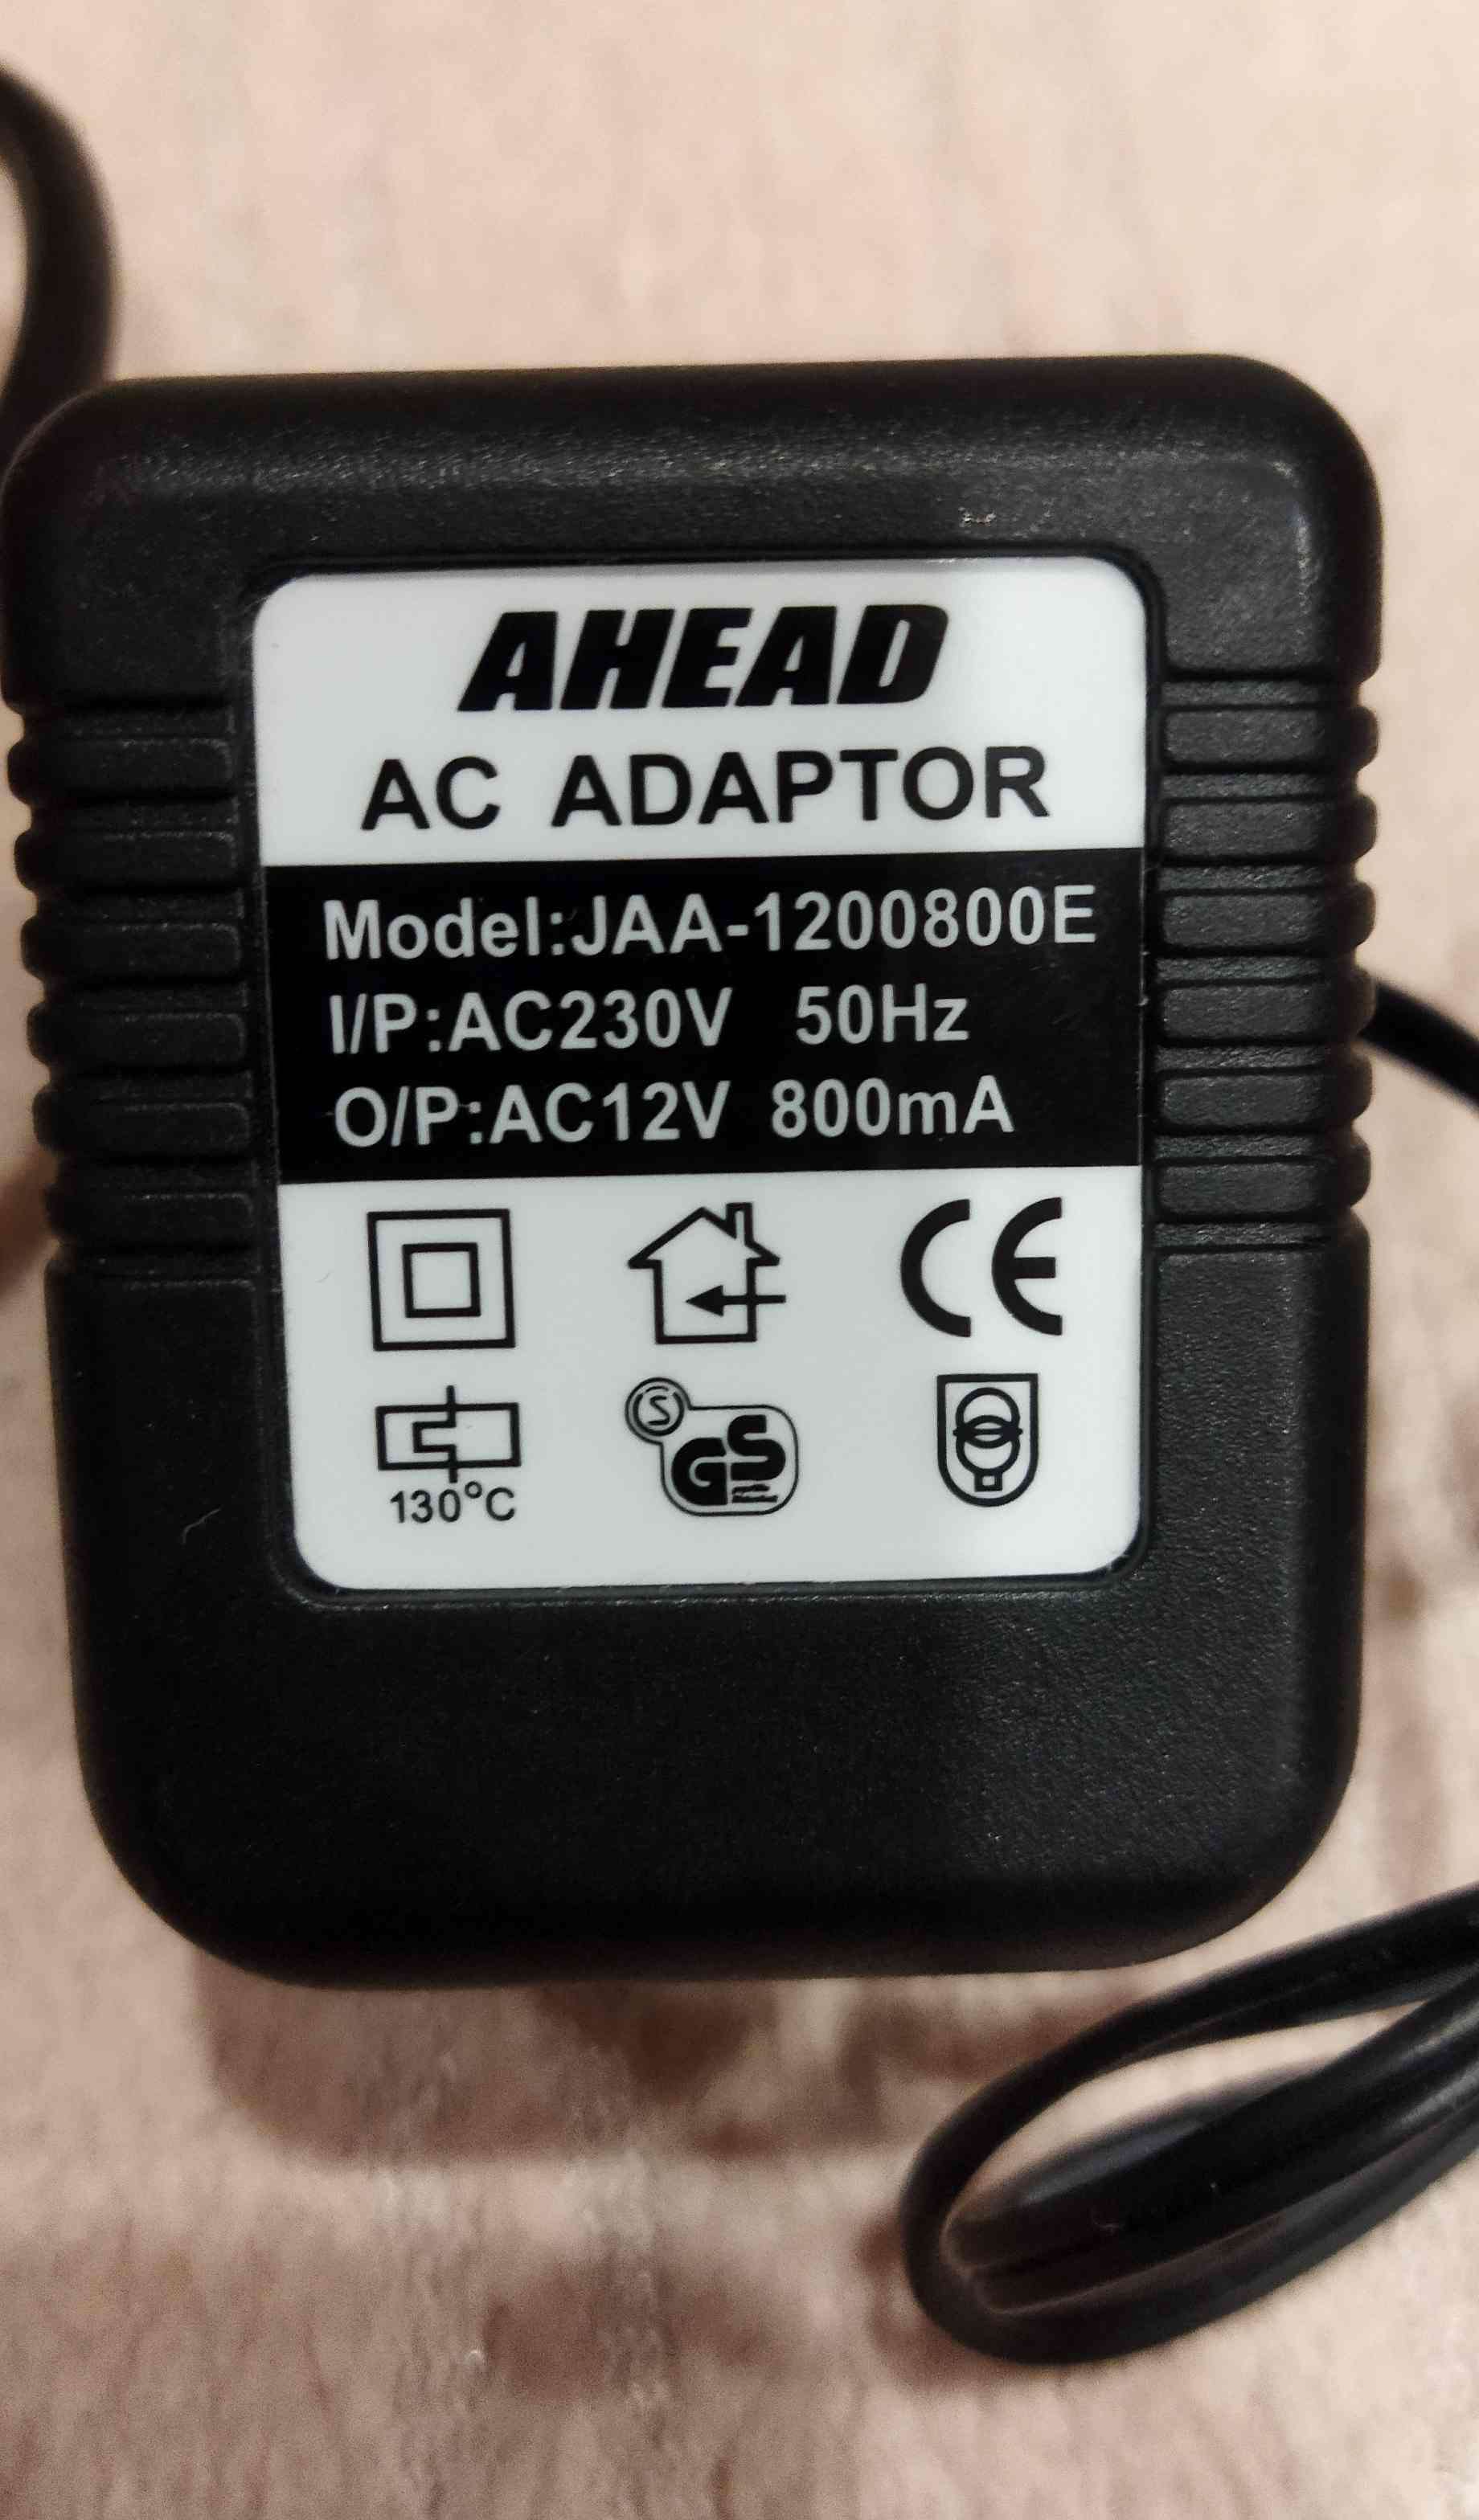 AHEAD
AC ADAPTOR
Model:JAA-1200800E
I/P:AC230V 50Hz
O/P:AC12V 800mA
CE
130°C
S
GS